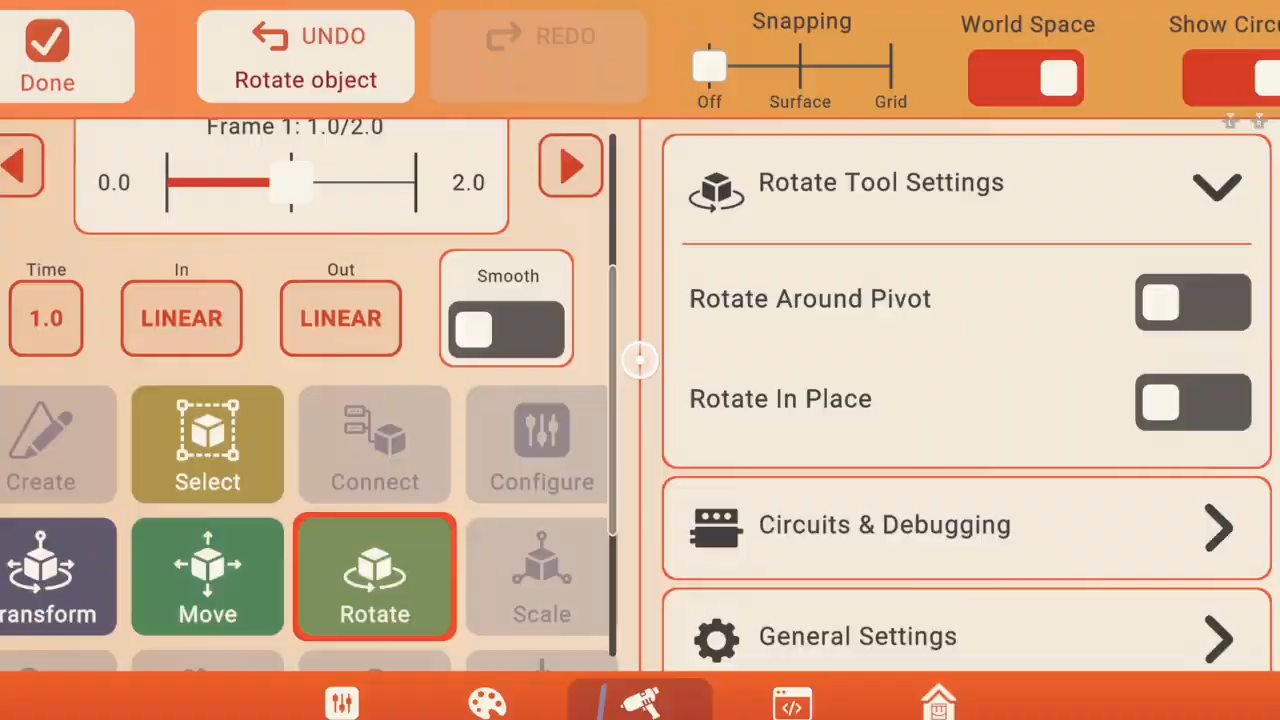 Done
UNDO
Rotate object
REDO
Snapping
Off
Surface
Grid
World Space
Show Circu
Frame 1: 1.0/2.0
0.0
2.0
Time
1.0
In
LINEAR
Out
LINEAR
Smooth
Create
Select
Connect
Configure
ransform
Move
Rotate
Scale
Rotate Tool Settings
Rotate Around Pivot
Rotate In Place
Circuits & Debugging
General Settings